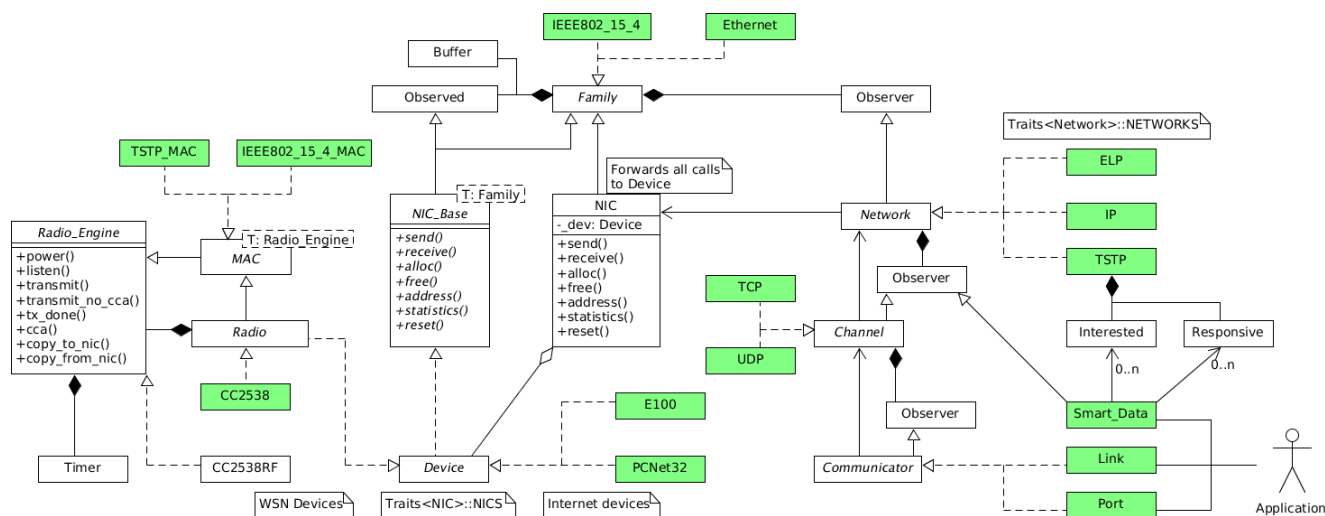 IEEE802_15_4
Ethernet
Buffer
Observed
Family
Observer
Traits<Network>::NETWORKS
TSTP_MAC
IEEE802_15_4_MAC
Forwards all calls
to Device
ELP
T: Family
NIC_Base
+send()
+receive()
+alloc()
+free()
+address()
+statistics()
+reset()
NIC
-_dev: Device
+send()
+receive()
+alloc()
+free()
+address()
+statistics()
+reset()
Network
IP
Radio_Engine
+power()
+listen()
+transmit()
+transmit_no_cca()
+tx_done()
+cca()
+copy_to_nic()
+copy_from_nic()
T: Radio_Engine
MAC
TSTP
Observer
TCP
Radio
Channel
Interested
Responsive
UDP
0..n
0..n
CC2538
E100
Observer
Smart_Data
Timer
CC2538RF
Device
PCNet32
Communicator
Link
Port
Application
WSN Devices
Traits<NIC>::NICS
Internet devices